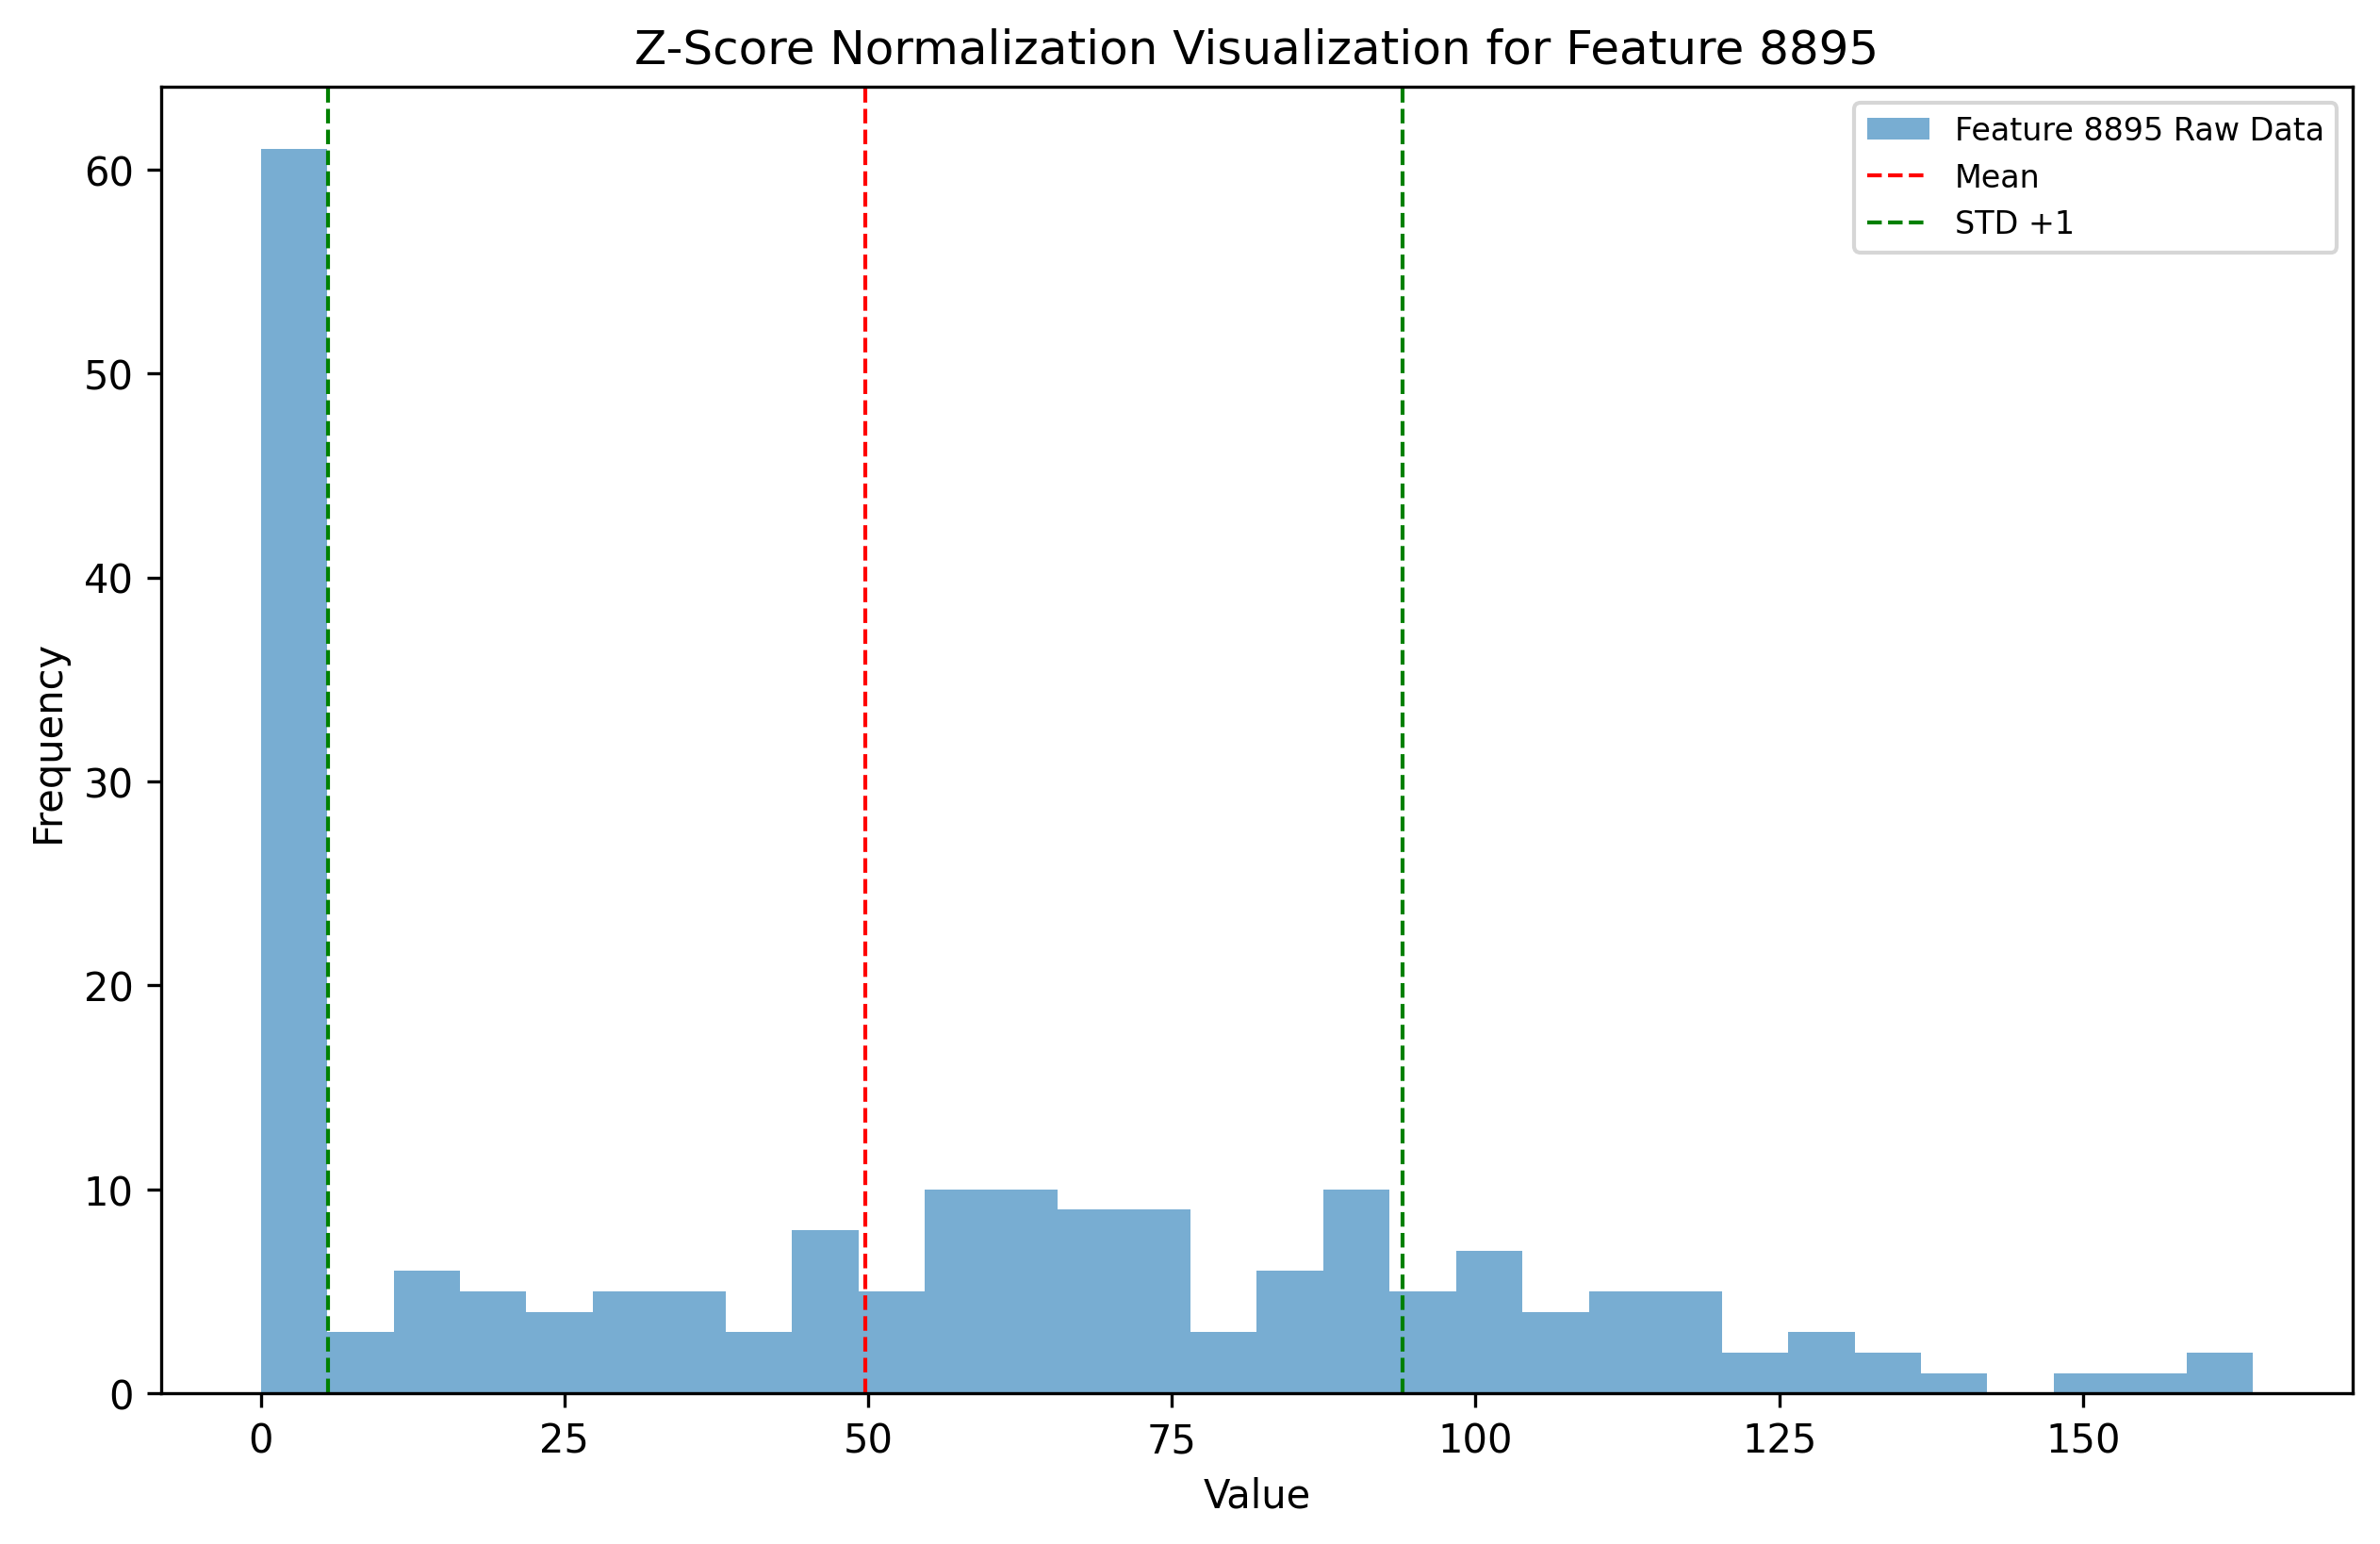 Z-Score Normalization Visualization for Feature 8895
Feature 8895 Raw Data
Mean
STD +1
60
50
40
30
20
10
0
Frequency
0 25 50 75 100 125 150
Value